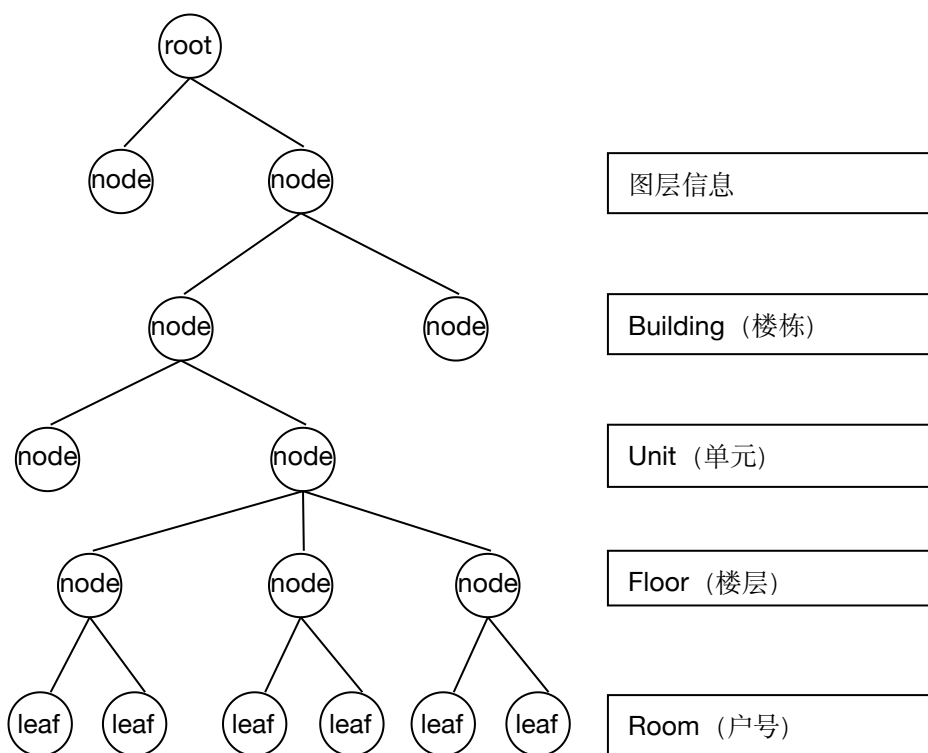 root
node node 图层信息
node node Building（楼栋）
node node Unit（单元）
node node node Floor（楼层）
leaf leaf leaf leaf leaf leaf Room（户号）